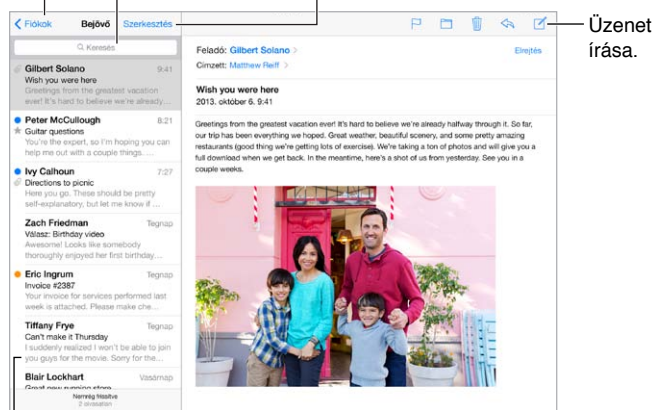 Fiókok Bejövő Szerkesztés
Keresés
Gilbert Solano 9:41
Wish you were here
Greetings from the greatest vacation
ever! It's hard to believe we're already...
Peter McCullough 8:21
Guitar questions
You're the expert, so I'm hoping you can
help me out with a couple things....
Ivy Calhoun 7:27
Directions to picnic
Here you go. These should be pretty
self-explanatory, but let me know if ...
Zach Friedman Tegnap
Válasz: Birthday video
Awesome! Looks like somebody
thoroughly enjoyed her first birthday....
Eric Ingrum Tegnap
Invoice #2387
Your invoice for services performed last
week is attached. Please make che...
Tiffany Frye Tegnap
Can't make it Thursday
I suddenly realized I won't be able to join
you guys for the movie. Sorry for the...
Blair Lockhart Vasárnap
Great new running store
Nemrég frissítve
2 olvasatlan
Feladó: Gilbert Solano > Elrejtés
Címzett: Matthew Reiff >
Wish you were here
2013. október 6. 9:41
Greetings from the greatest vacation ever! It's hard to believe we're already halfway through it. So far,
our trip has been everything we hoped. Great weather, beautiful scenery, and some pretty amazing
restaurants (good thing we're getting lots of exercise). We're taking a ton of photos and will give you a
full download when we get back. In the meantime, here's a shot of us from yesterday. See you in a
couple weeks.
Üzenet
írása.